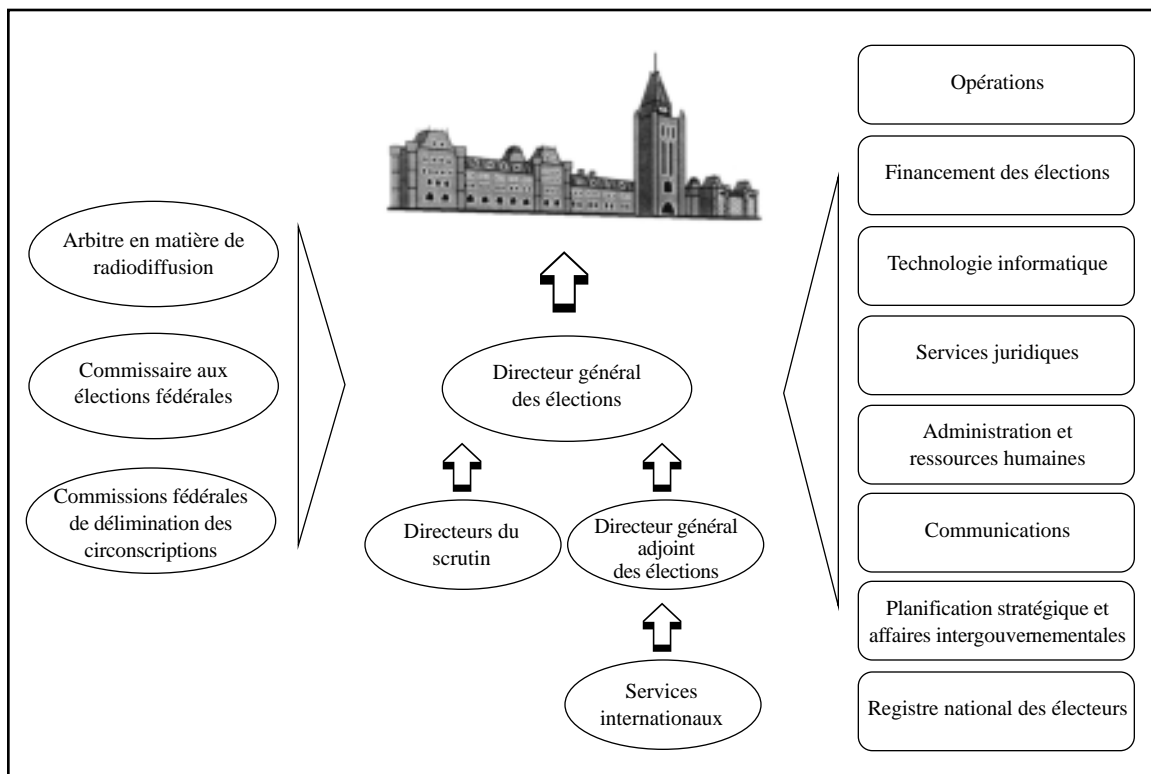 Arbitre en matière de
radiodiffusion
Commissaire aux
élections fédérales
Commissions fédérales
de délimination des
circonscriptions
Directeur général
des élections
Directeurs du
scrutin
Directeur général
adjoint
des élections
Services
internationaux
Opérations
Financement des élections
Technologie informatique
Services juridiques
Administration et
ressources humaines
Communications
Planification stratégique et
affaires intergouvernementales
Registre national des électeurs